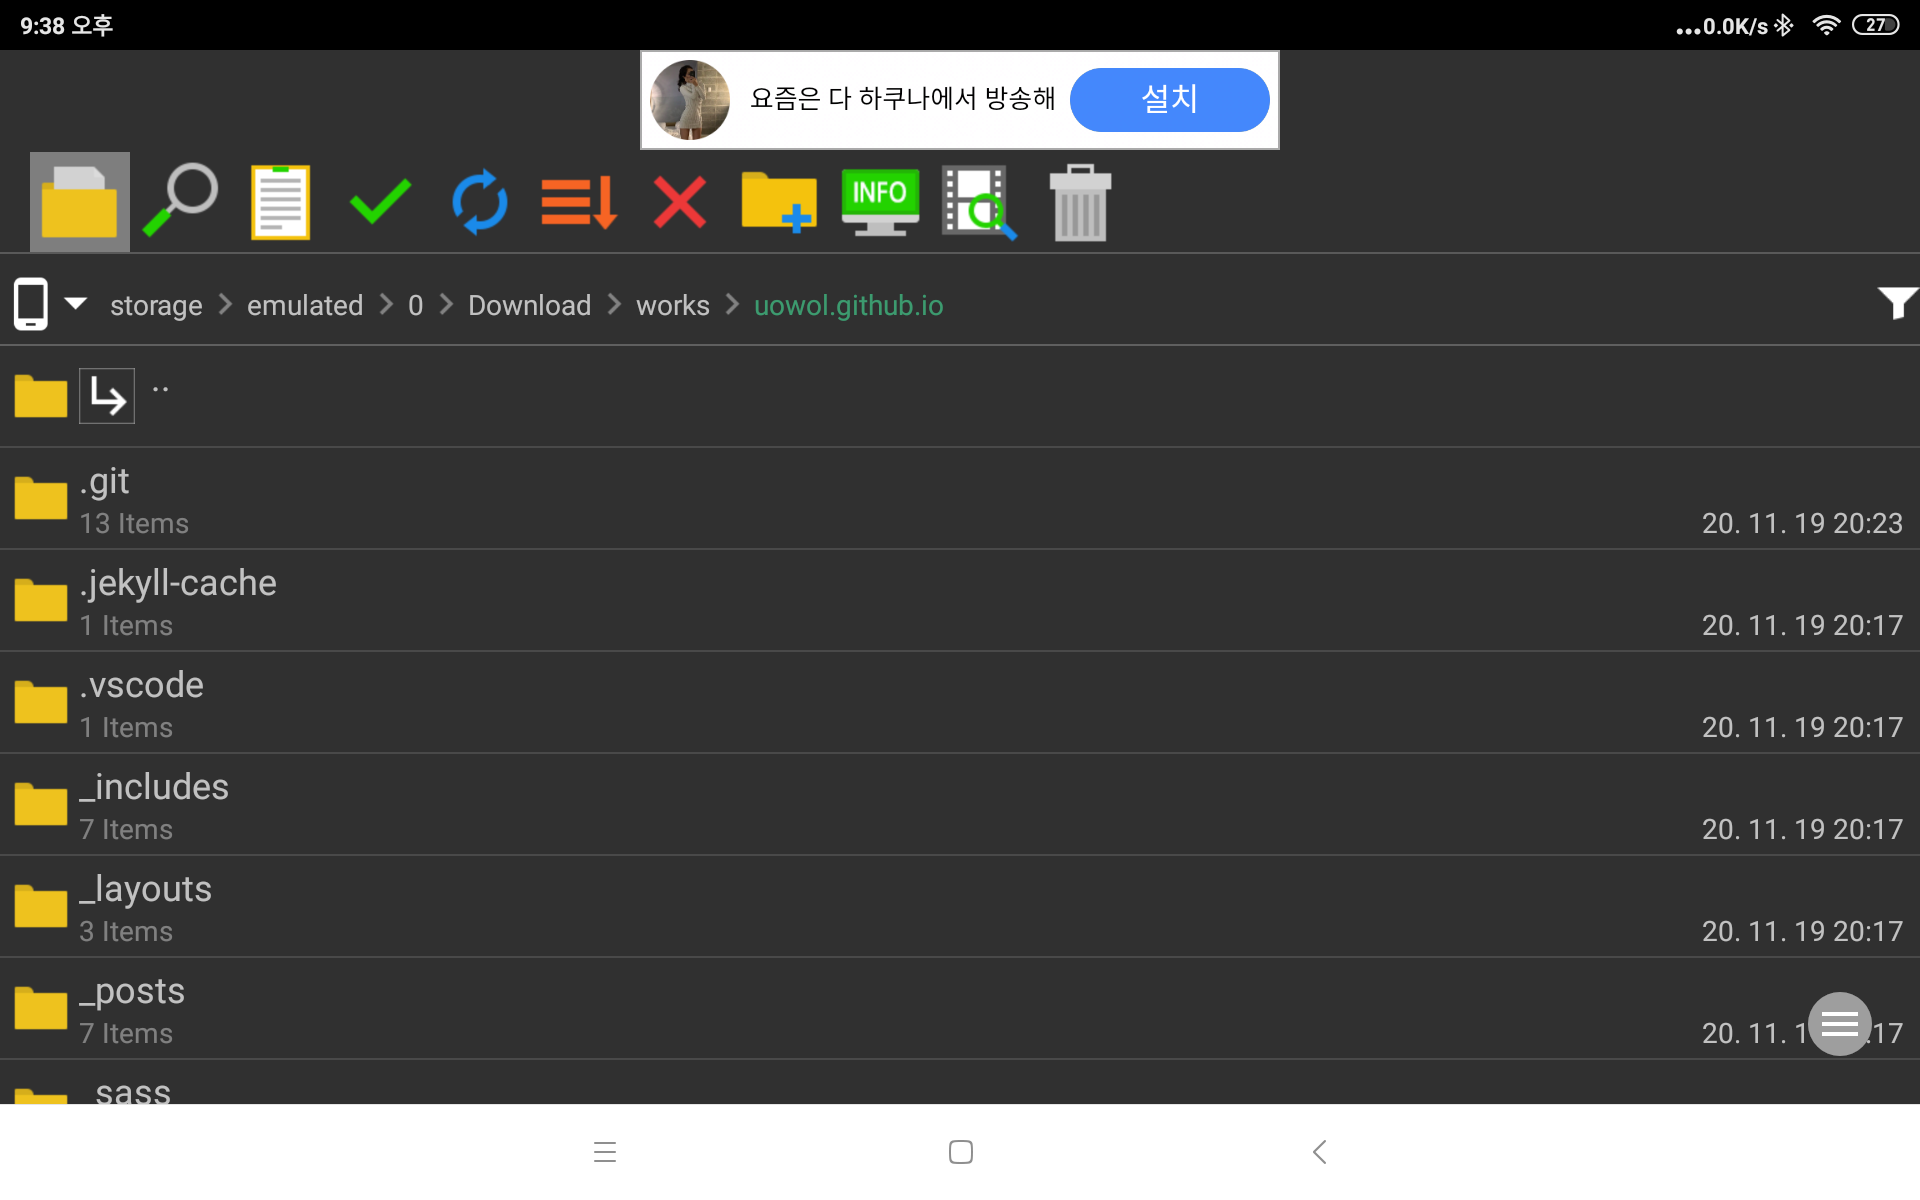 9:38 오후
...0.0K/s 27
요즘은 다 하쿠나에서 방송해 설치
INFO
storage > emulated > 0 > Download > works > uowol.github.io
..
.git
13 Items 20. 11. 19 20:23
.jekyll-cache
1 Items 20. 11. 19 20:17
.vscode
1 Items 20. 11. 19 20:17
_includes
7 Items 20. 11. 19 20:17
_layouts
3 Items 20. 11. 19 20:17
_posts
7 Items 20. 11. 1 :17
_sass